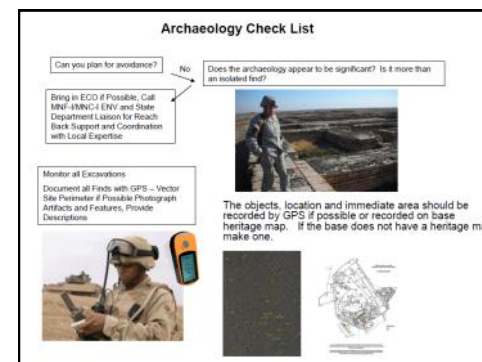 Archaeology Check List
Can you plan for avoidance?
No
Does the archaeology appear to be significant? Is it more than
an isolated find?
Bring in ECO if Possible, Call
MNF-I/MNC-I ENV and State
Department Liaison for Reach
Back Support and Coordination
with Local Expertise
Monitor all Excavations
Document all Finds with GPS – Vector
Site Perimeter if Possible Photograph
Artifacts and Features, Provide
Descriptions
The objects, location and immediate area should be
recorded by GPS if possible or recorded on base
heritage map. If the base does not have a heritage ma
make one.